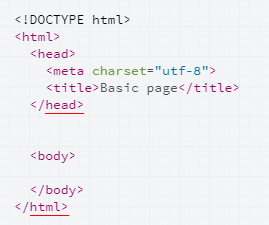 <!DOCTYPE html>
<html>
  <head>
    <meta charset="utf-8">
    <title>Basic page</title>
  </head>
  <body>
  </body>
</html>